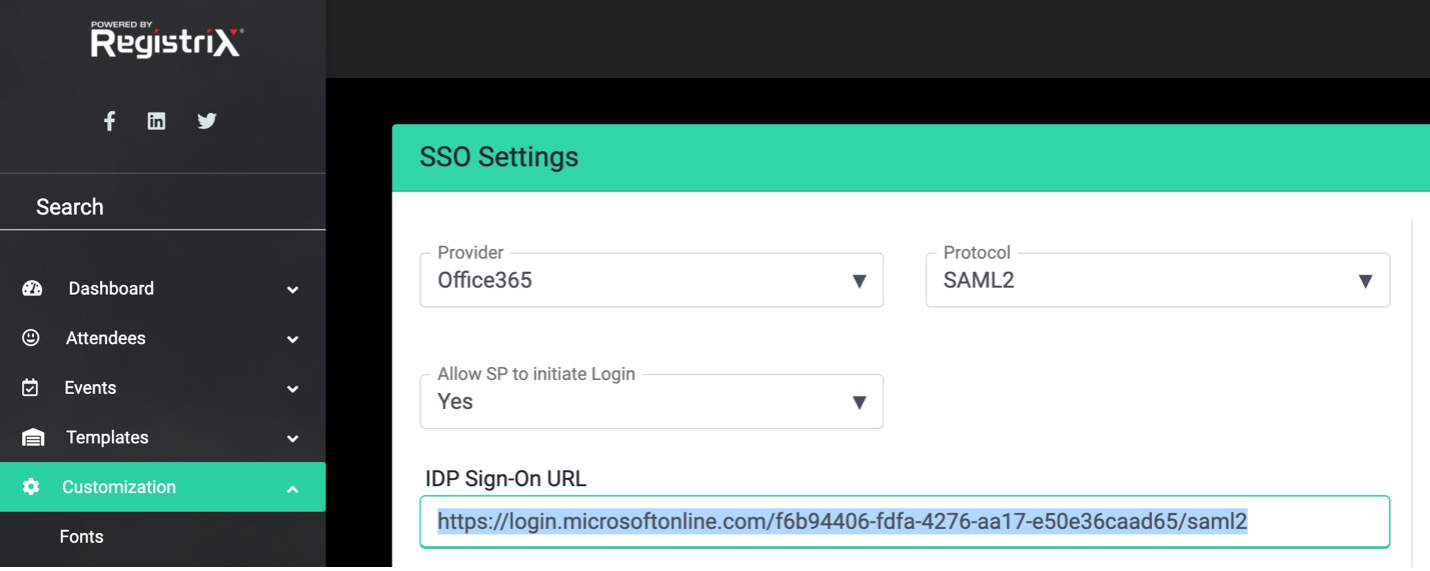 POWERED BY
RegistriX®
Search
Dashboard
Attendees
Events
Templates
Customization
Fonts
SSO Settings
Provider
Office365
Protocol
SAML2
Allow SP to initiate Login
Yes
IDP Sign-On URL
https://login.microsoftonline.com/f6b94406-fdfa-4276-aa17-e50e36caad65/saml2